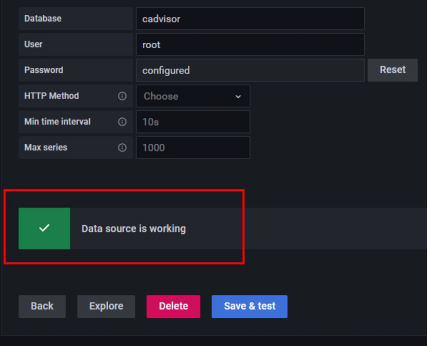 Database cadvisor
User root
Password configured Reset
HTTP Method Choose
Min time interval 10s
Max series 1000
Data source is working
Back Explore Delete Save & test